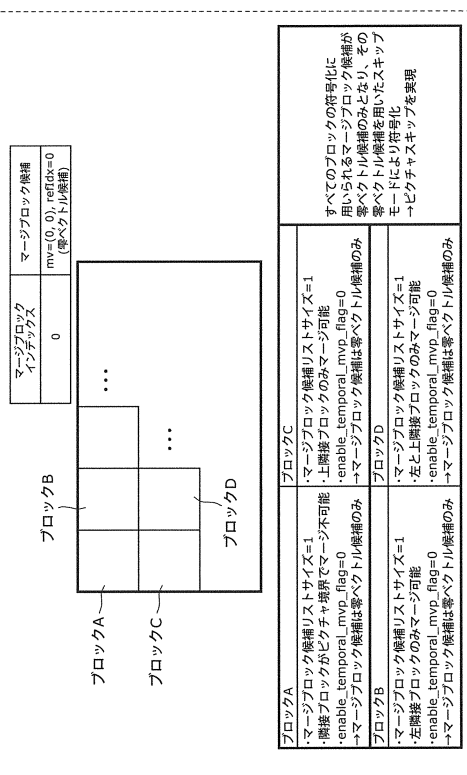 マージブロック
インデックス
マージブロック候補
0
mv=(0, 0), refIdx=0
(零ベクトル候補)
ブロックB
ブロックA
ブロックC
ブロックD
...
...
ブロックA
・マージブロック候補リストサイズ=1
・隣接ブロックがピクチャ境界でマージ不可能
・enable_temporal_mvp_flag=0
→マージブロック候補は零ベクトル候補のみ
ブロックC
・マージブロック候補リストサイズ=1
・上隣接ブロックのみマージ可能
・enable_temporal_mvp_flag=0
→マージブロック候補は零ベクトル候補のみ
ブロックB
・マージブロック候補リストサイズ=1
・左隣接ブロックのみマージ可能
・enable_temporal_mvp_flag=0
→マージブロック候補は零ベクトル候補のみ
ブロックD
・マージブロック候補リストサイズ=1
・左と上隣接ブロックのみマージ可能
・enable_temporal_mvp_flag=0
→マージブロック候補は零ベクトル候補のみ
すべてのブロックの符号化に
用いられるマージブロック候補が
零ベクトル候補のみとなり、その
零ベクトル候補を用いたスキップ
モードにより符号化
→ピクチャスキップを実現